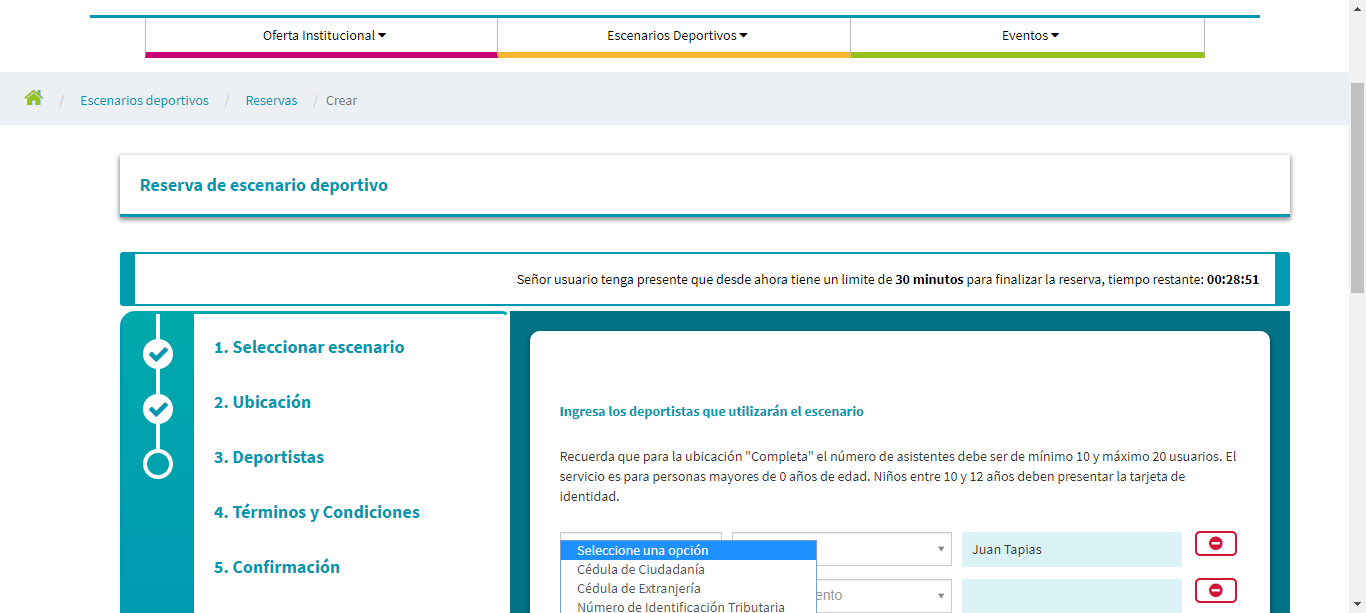 Oferta Institucional
Escenarios Deportivos
Eventos
/ Escenarios deportivos / Reservas / Crear
Reserva de escenario deportivo
Señor usuario tenga presente que desde ahora tiene un limite de 30 minutos para finalizar la reserva, tiempo restante: 00:28:51
1. Seleccionar escenario
2. Ubicación
3. Deportistas
4. Términos y Condiciones
5. Confirmación
Ingresa los deportistas que utilizarán el escenario
Recuerda que para la ubicación "Completa" el número de asistentes debe ser de mínimo 10 y máximo 20 usuarios. El
servicio es para personas mayores de 0 años de edad. Niños entre 10 y 12 años deben presentar la tarjeta de
identidad.
Juan Tapias
Seleccione una opción
Cédula de Ciudadanía
Cédula de Extranjería
Número de Identificación Tributaria
ento